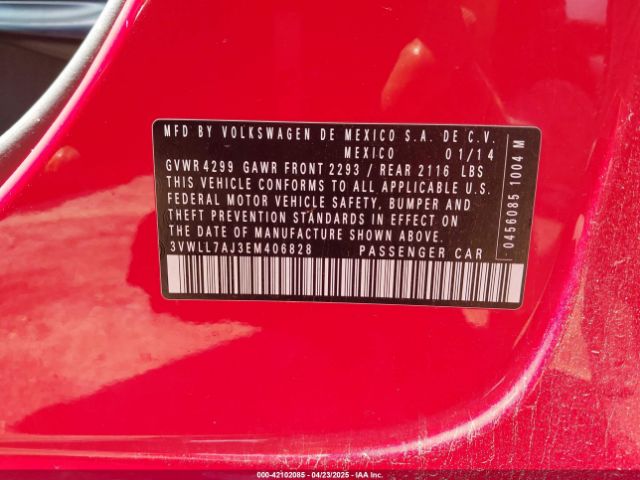 MFD BY VOLKSWAGEN DE MEXICO S.A. DE C.V.
MEXICO 01/14
GVWR 4299 GAWR FRONT 2293 / REAR 2116 LBS
THIS VEHICLE CONFORMS TO ALL APPLICABLE U.S.
FEDERAL MOTOR VEHICLE SAFETY, BUMPER AND
THEFT PREVENTION STANDARDS IN EFFECT ON
THE DATE OF MANUFACTURE SHOWN ABOVE.
3VWLL7AJ3EM406828 PASSENGER CAR
0456085 1004 M
000-42102085 - 04/23/2025 - IAAI.COM